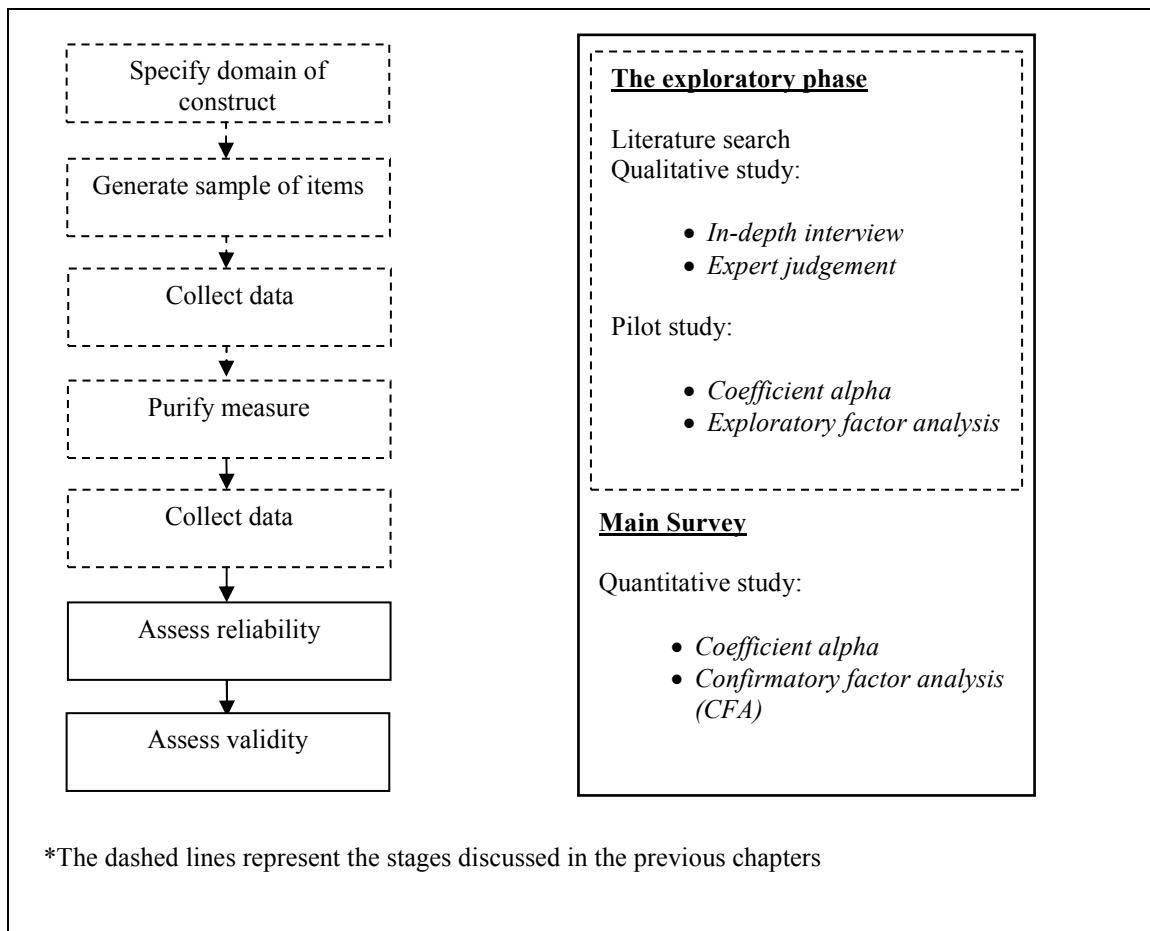 Specify domain of
construct
Generate sample of items
Collect data
Purify measure
Collect data
Assess reliability
Assess validity
The exploratory phase
Literature search
Qualitative study:
• In-depth interview
• Expert judgement
Pilot study:
• Coefficient alpha
• Exploratory factor analysis
Main Survey
Quantitative study:
• Coefficient alpha
• Confirmatory factor analysis
(CFA)
*The dashed lines represent the stages discussed in the previous chapters